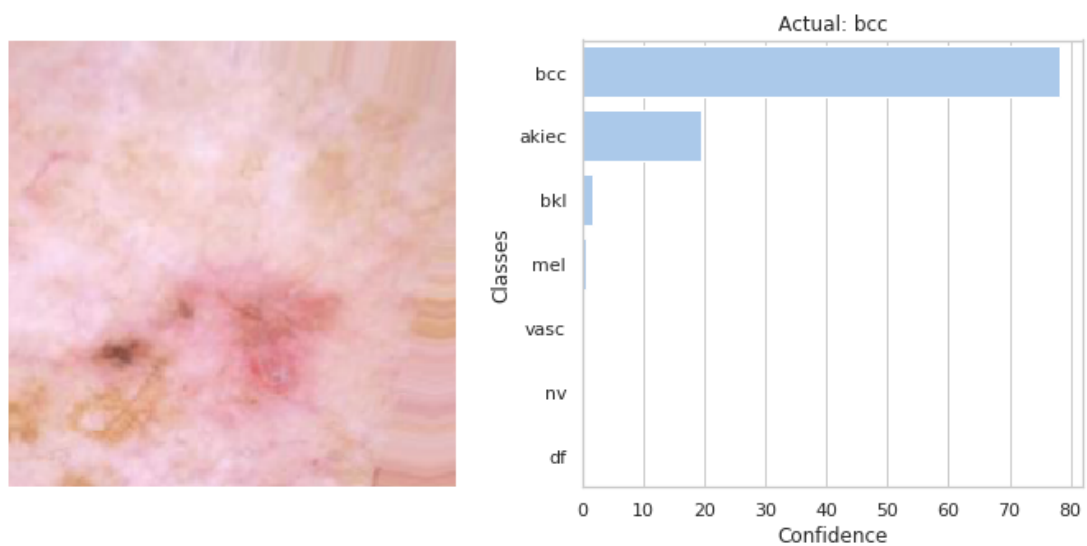 Actual: bcc
bcc
akiec
bkl
mel
vasc
nv
df
Classes
0 10 20 30 40 50 60 70 80
Confidence